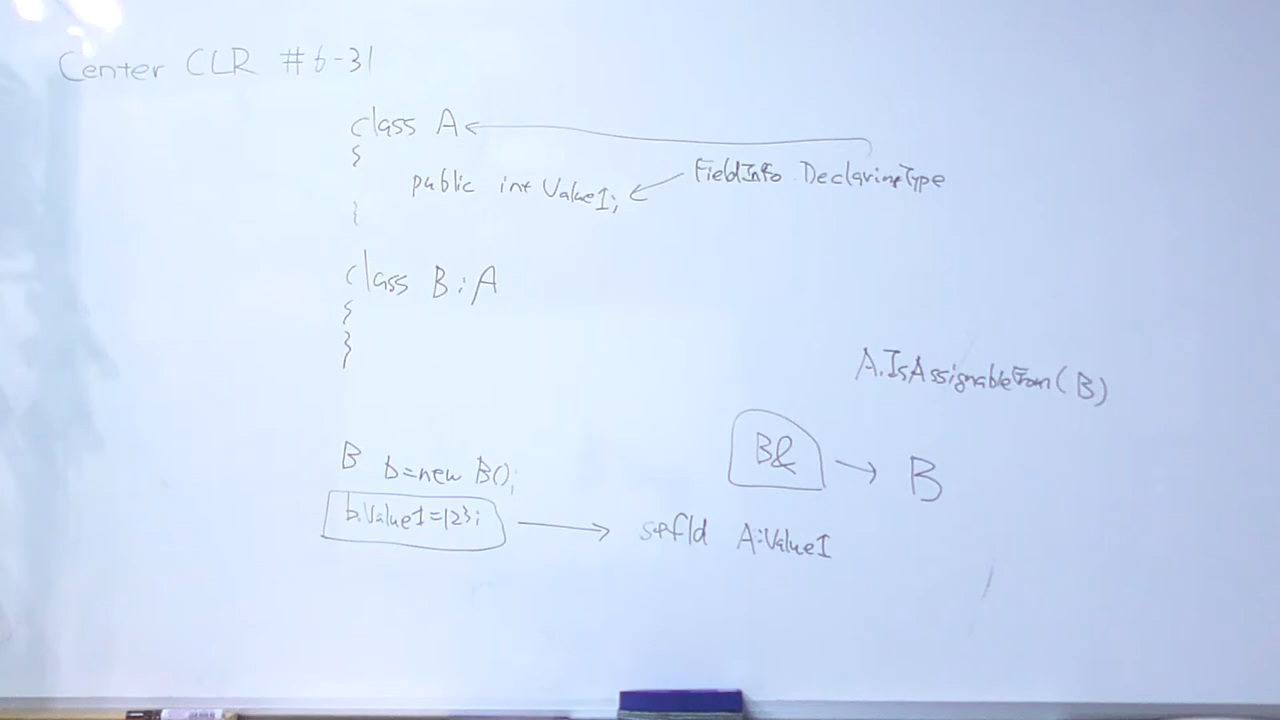 Center CLR #6-31
class A
{
public int Value1;
FieldInfo DeclaringType
}
class B : A
{
}
A.IsAssignableFrom(B)
B b=new B();
B& → B
b.Value1=123;
stfld A::Value1